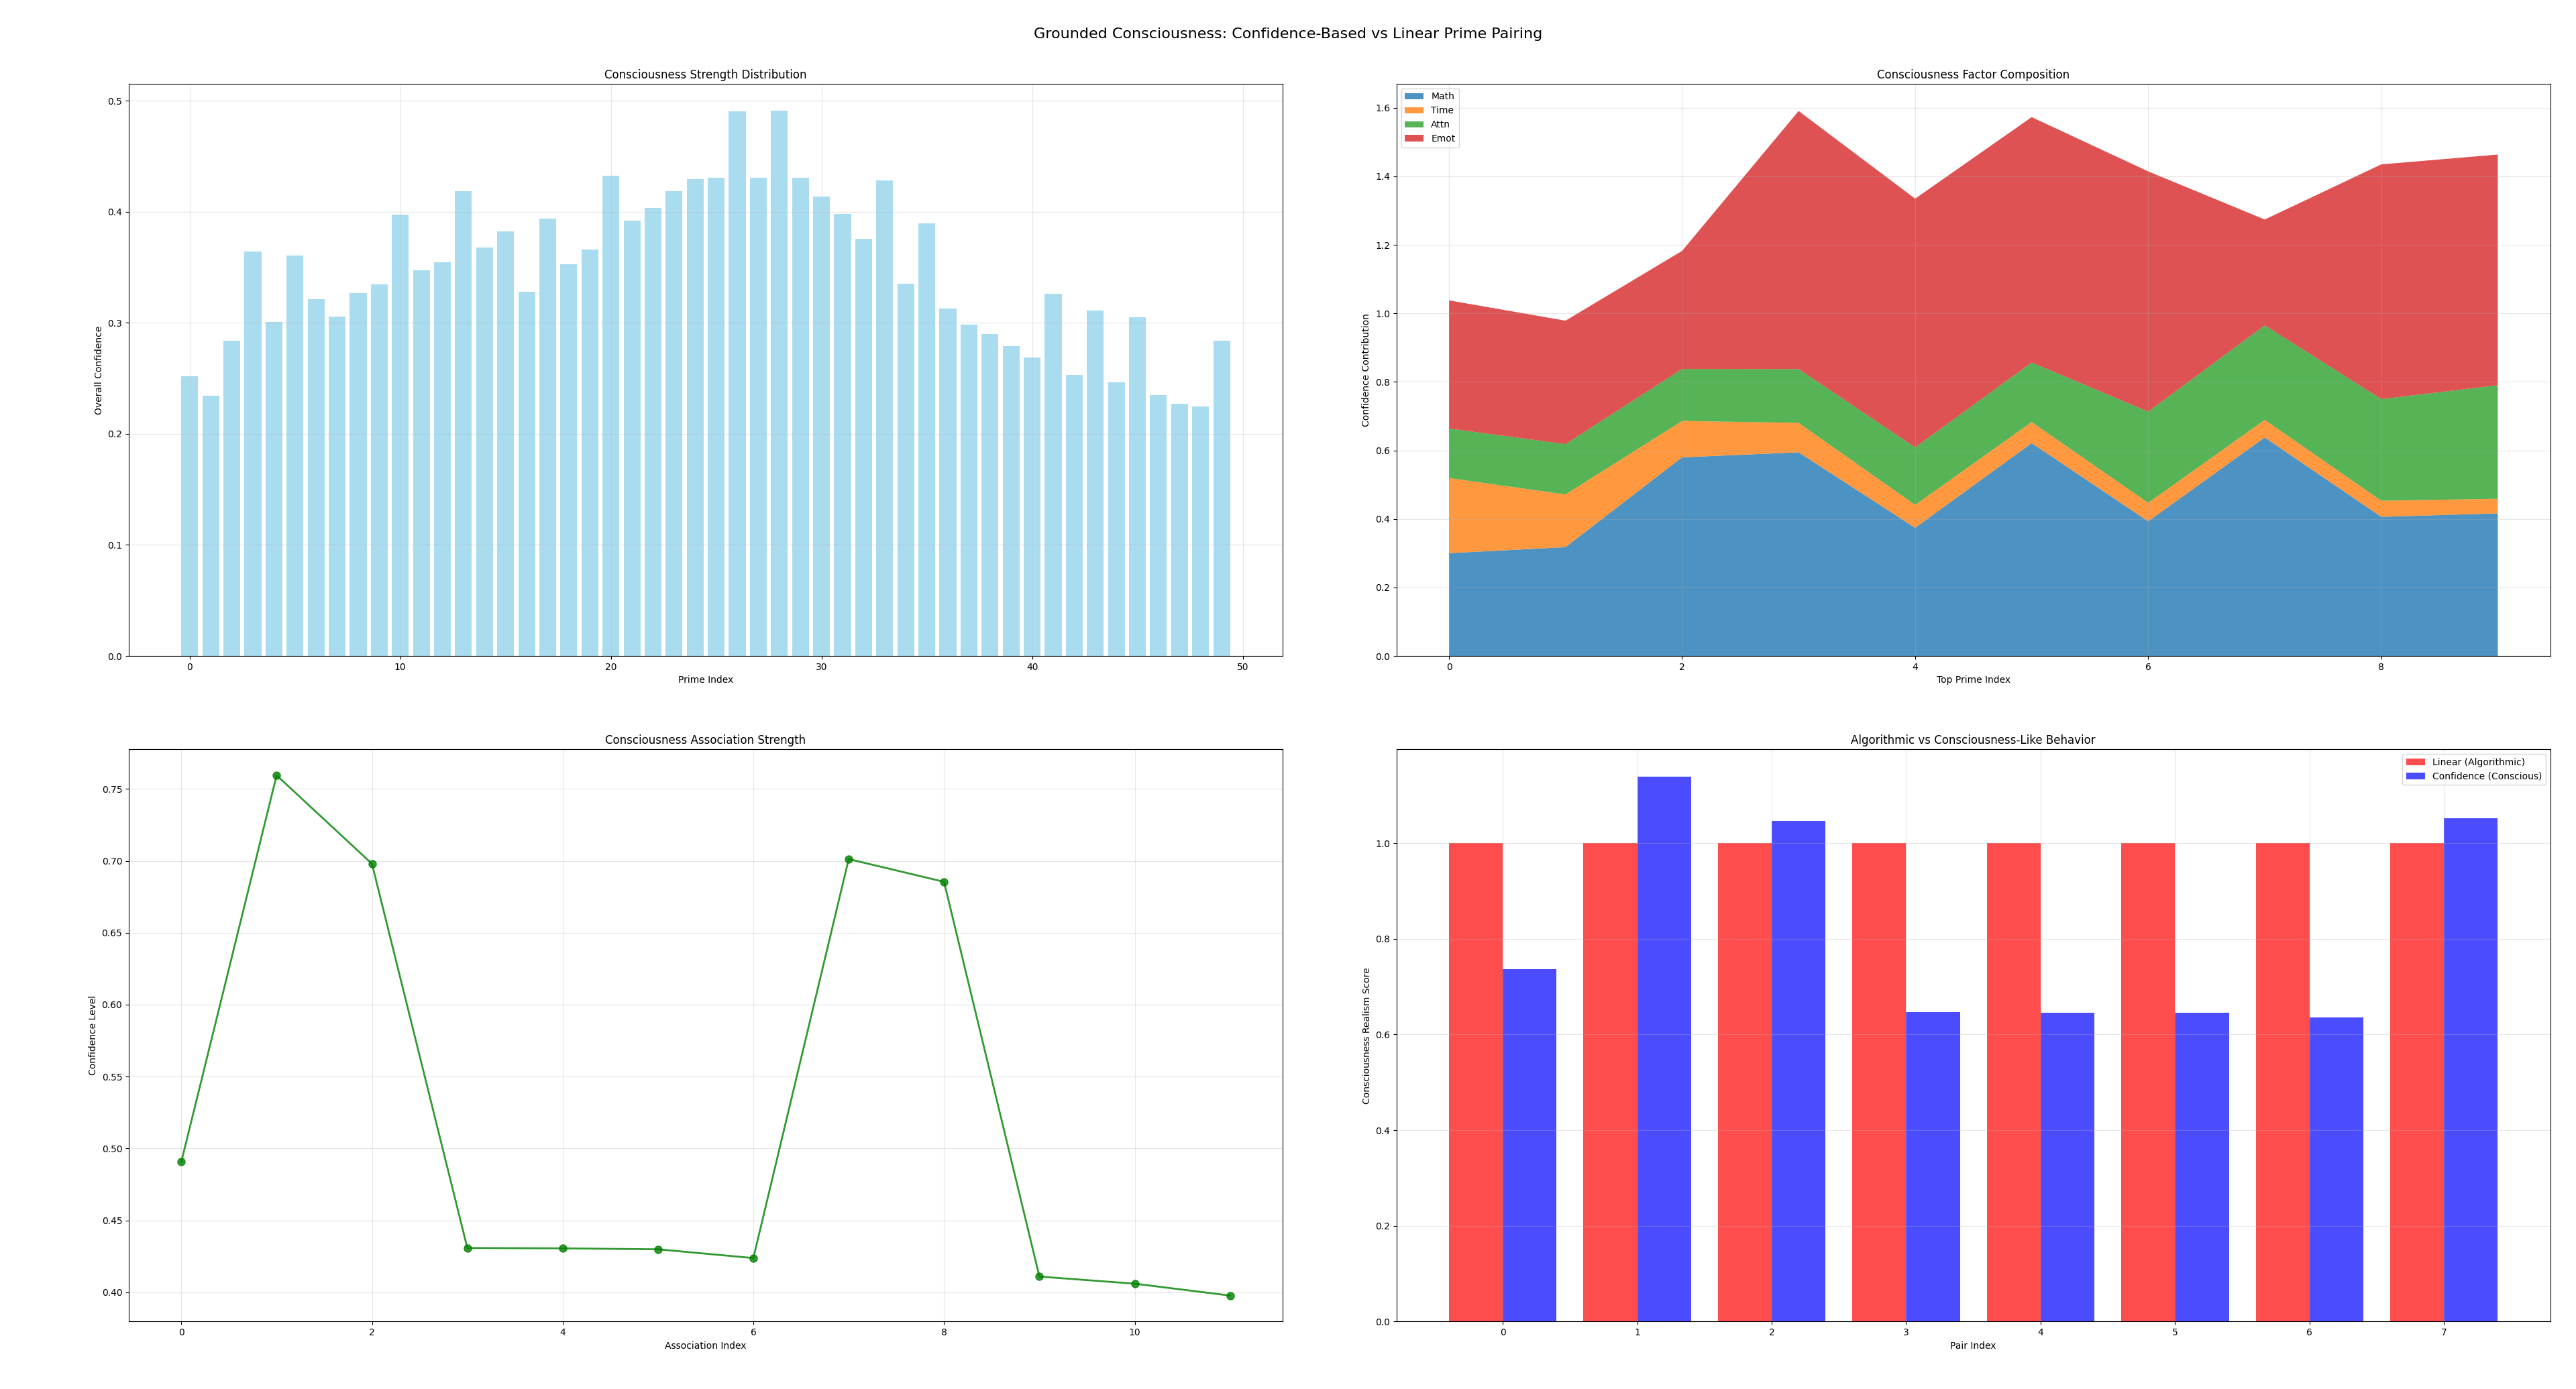 Grounded Consciousness: Confidence-Based vs Linear Prime Pairing
Consciousness Strength Distribution
Overall Confidence
0.5
0.4
0.3
0.2
0.1
0.0
0 10 20 30 40 50
Prime Index
Consciousness Factor Composition
Math
Time
Attn
Emot
Confidence Contribution
1.6
1.4
1.2
1.0
0.8
0.6
0.4
0.2
0.0
0 2 4 6 8
Top Prime Index
Consciousness Association Strength
Confidence Level
0.75
0.70
0.65
0.60
0.55
0.50
0.45
0.40
0 2 4 6 8 10
Association Index
Algorithmic vs Consciousness-Like Behavior
Linear (Algorithmic)
Confidence (Conscious)
Consciousness Realism Score
1.0
0.8
0.6
0.4
0.2
0.0
0 1 2 3 4 5 6 7
Pair Index